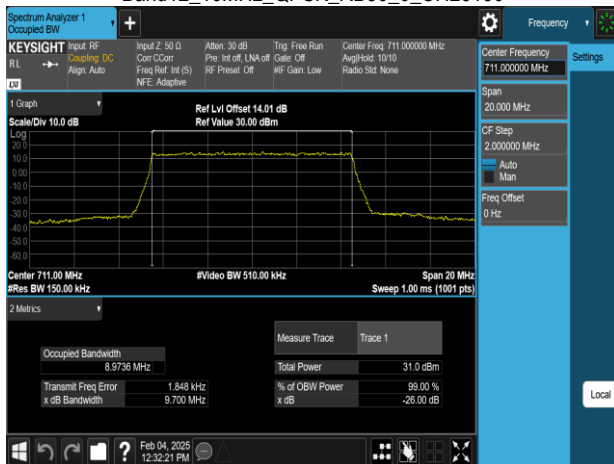 Spectrum Analyzer 1
Occupied BW
Frequency
KEYSIGHT
RL
Input: RF
Coupling: DC
Align: Auto
Input Z: 50 Ω
Corr CCorr
Freq Ref: Int (S)
NFE: Adaptive
Atten: 30 dB
Pre: Int off, LNA off
RF Presel: Off
Trig: Free Run
Gate: Off
#IF Gain: Low
Center Freq: 711.000000 MHz
Avg|Hold: 10/10
Radio Std: None
LXI
Center Frequency
711.000000 MHz
Settings
Span
20.000 MHz
CF Step
2.000000 MHz
Auto
Man
Freq Offset
0 Hz
1 Graph
Scale/Div 10.0 dB
Ref Lvl Offset 14.01 dB
Ref Value 30.00 dBm
Log
20.0
10.0
0.00
-10.0
-20.0
-30.0
-40.0
-50.0
-60.0
Center 711.00 MHz
#Video BW 510.00 kHz
Span 20 MHz
#Res BW 150.00 kHz
Sweep 1.00 ms (1001 pts)
2 Metrics
Measure Trace
Trace 1
Occupied Bandwidth
8.9736 MHz
Total Power
31.0 dBm
Transmit Freq Error
1.848 kHz
% of OBW Power
99.00 %
x dB Bandwidth
9.700 MHz
x dB
-26.00 dB
Local
Feb 04, 2025
12:32:21 PM